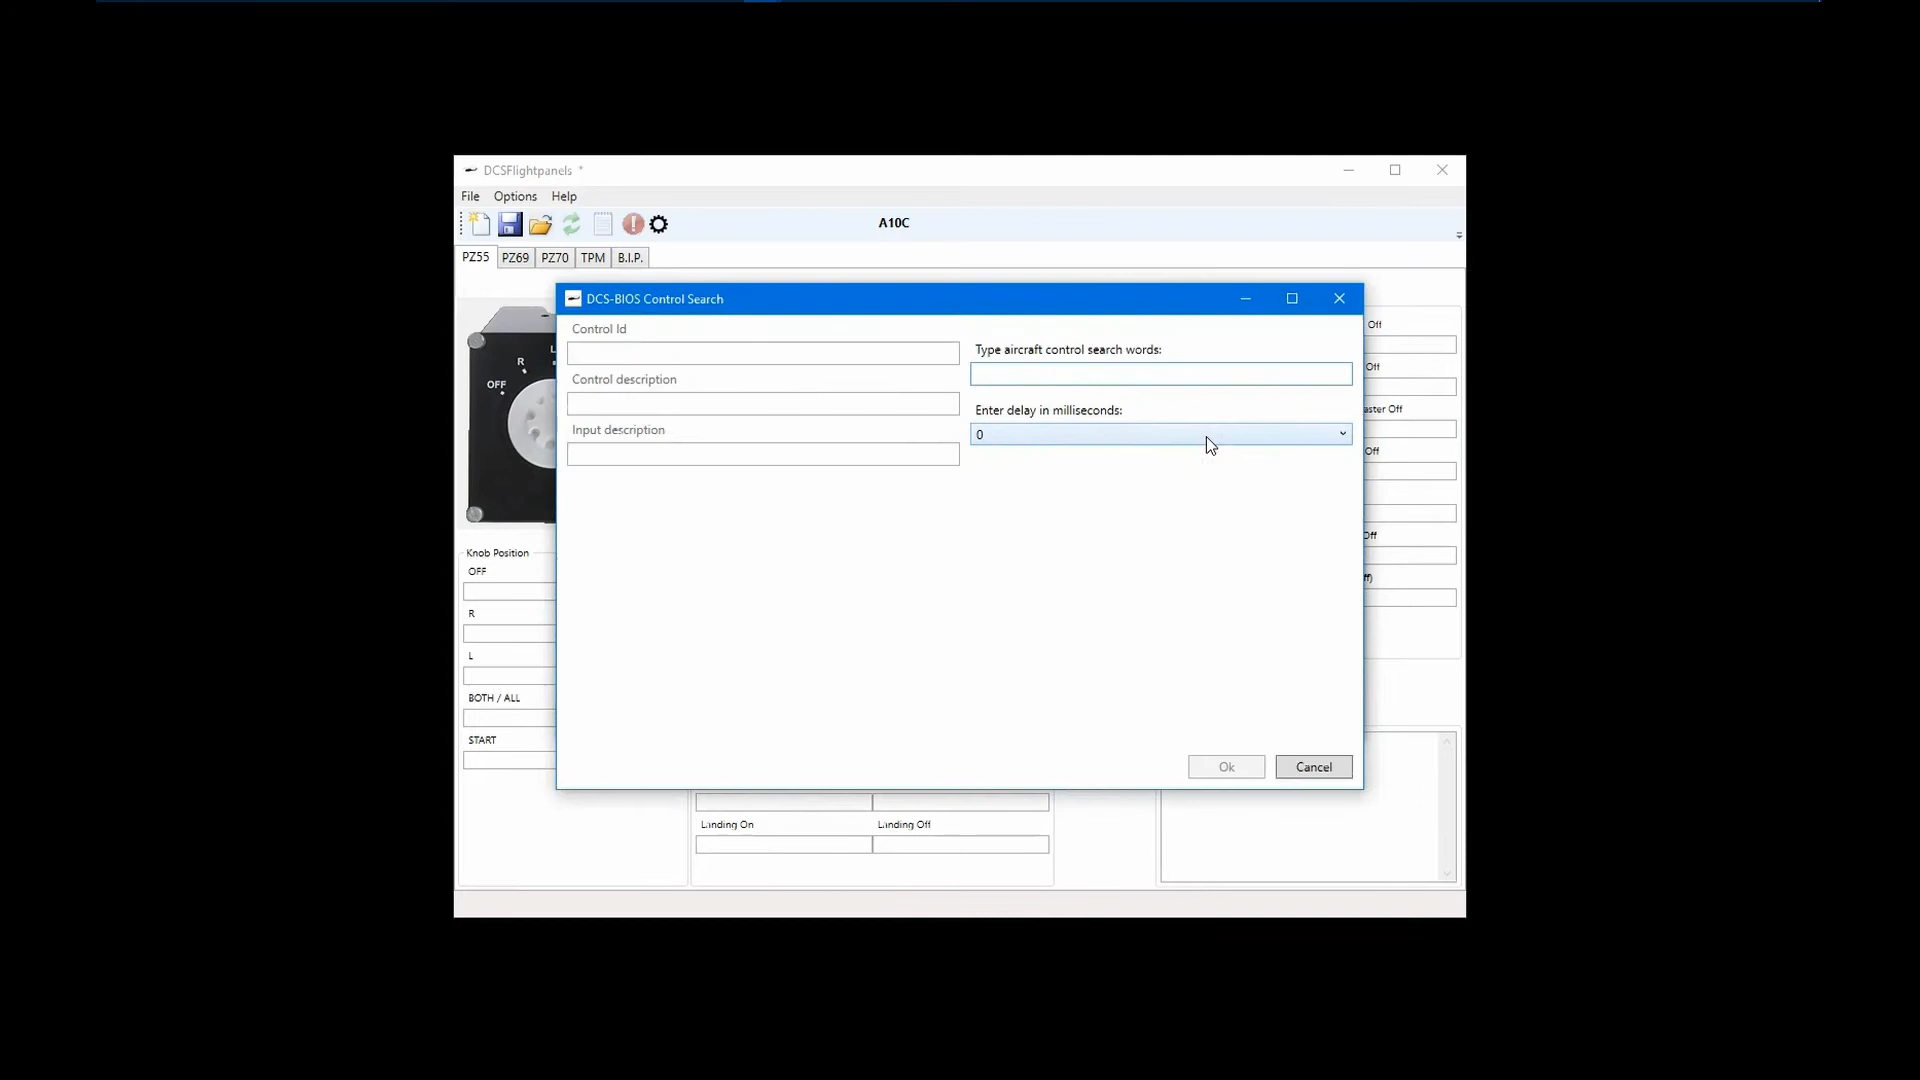 DCSFlightpanels *
File Options Help
A10C
PZ55 PZ69 PZ70 TPM B.I.P.
DCS-BIOS Control Search
Control Id
Type aircraft control search words:
Control description
Enter delay in milliseconds:
0
Input description
Ok Cancel
OFF R L
Knob Position
OFF
R
L
BOTH / ALL
START
Off
Off
aster Off
Off
Off
ff)
Landing On Landing Off